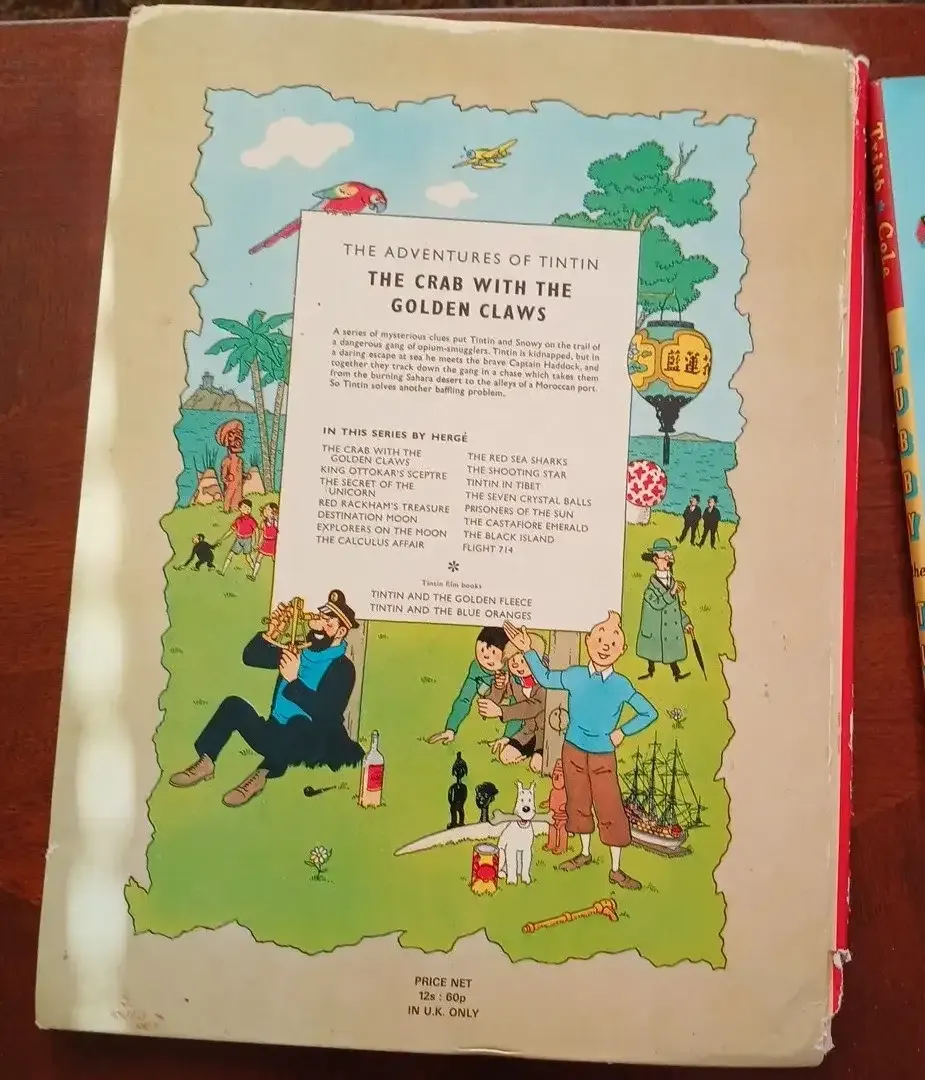 THE ADVENTURES OF TINTIN
THE CRAB WITH THE
GOLDEN CLAWS
A series of mysterious clues put Tintin and Snowy on the trail of
a dangerous gang of opium-smugglers. Tintin is kidnapped, but in
a daring escape at sea he meets the brave Captain Haddock, and
together they track down the gang in a chase which takes them
from the burning Sahara desert to the alleys of a Moroccan port.
So Tintin solves another baffling problem.
IN THIS SERIES BY HERGÉ
THE CRAB WITH THE
GOLDEN CLAWS
KING OTTOKAR'S SCEPTRE
THE SECRET OF THE
UNICORN
RED RACKHAM'S TREASURE
DESTINATION MOON
EXPLORERS ON THE MOON
THE CALCULUS AFFAIR
THE RED SEA SHARKS
THE SHOOTING STAR
TINTIN IN TIBET
THE SEVEN CRYSTAL BALLS
PRISONERS OF THE SUN
THE CASTAFIORE EMERALD
THE BLACK ISLAND
FLIGHT 714
*
Tintin film books
TINTIN AND THE GOLDEN FLEECE
TINTIN AND THE BLUE ORANGES
藍蓮
PRICE NET
12s : 60p
IN U.K. ONLY
Tribb * Cole
TUBBY